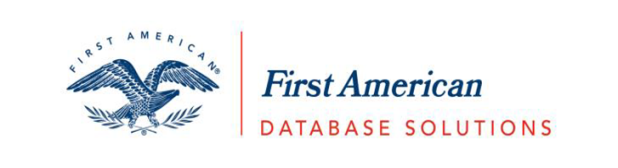 FIRST AMERICAN®
First American
DATABASE SOLUTIONS
®